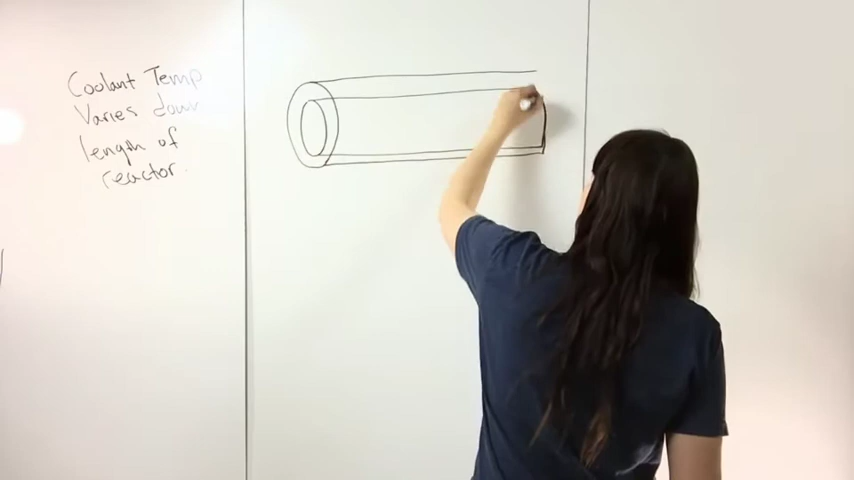 Coolant Temp
Varies down
length of
reactor.